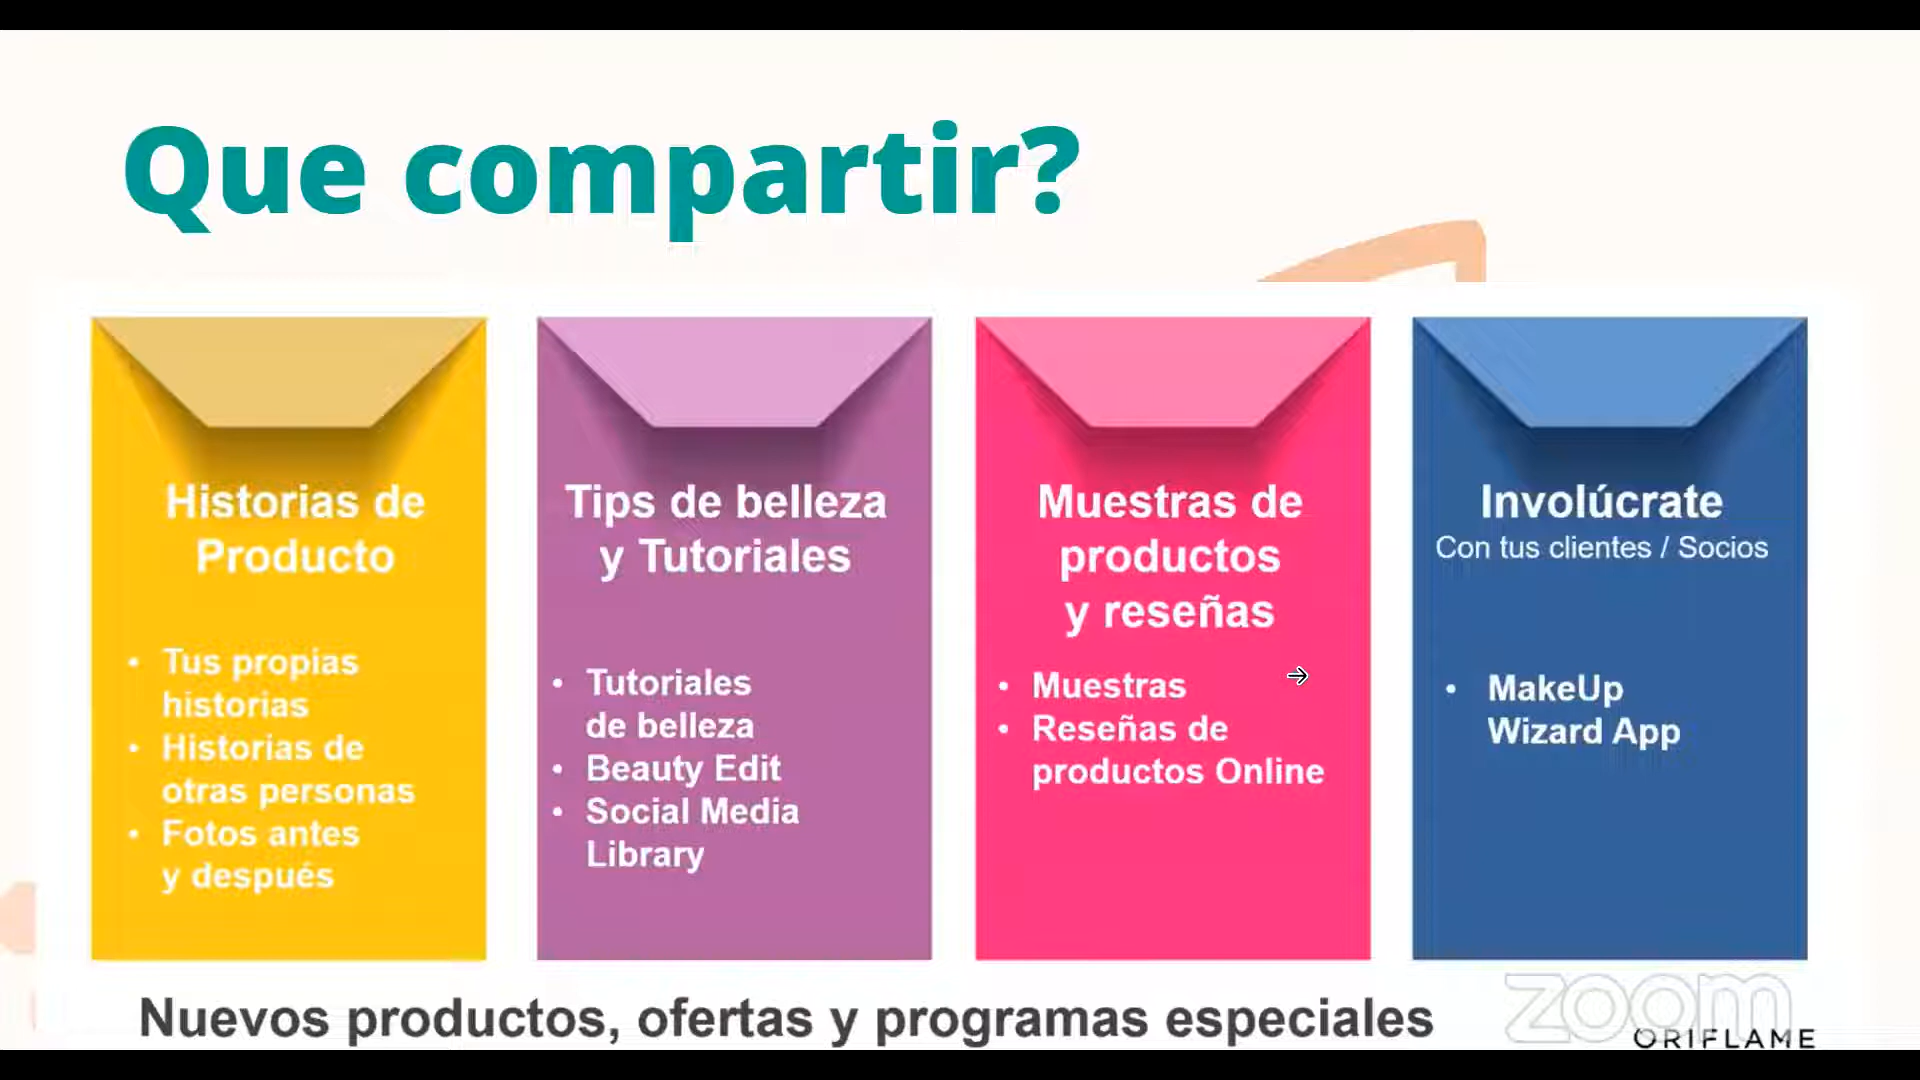 Que compartir?
Historias de
Producto
• Tus propias
historias
• Historias de
otras personas
• Fotos antes
y después
Tips de belleza
y Tutoriales
• Tutoriales
de belleza
• Beauty Edit
• Social Media
Library
Muestras de
productos
y reseñas
• Muestras
• Reseñas de
productos Online
Involúcrate
Con tus clientes / Socios
• MakeUp
Wizard App
Nuevos productos, ofertas y programas especiales
zoom
ORIFLAME